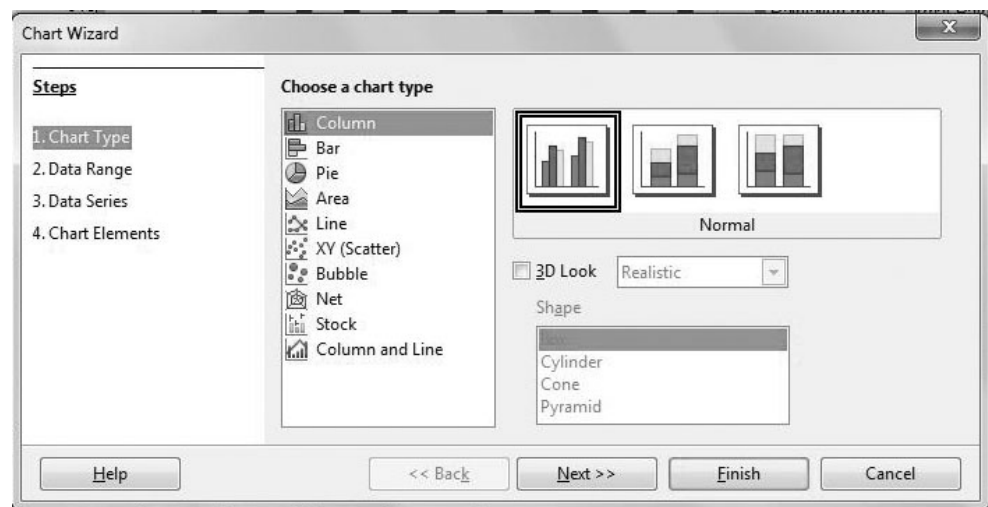 Chart Wizard
X
Steps
1. Chart Type
2. Data Range
3. Data Series
4. Chart Elements
Choose a chart type
Column
Bar
Pie
Area
Line
XY (Scatter)
Bubble
Net
Stock
Column and Line
Normal
3D Look
Realistic
Shape
Cylinder
Cone
Pyramid
Help
<< Back
Next >>
Finish
Cancel